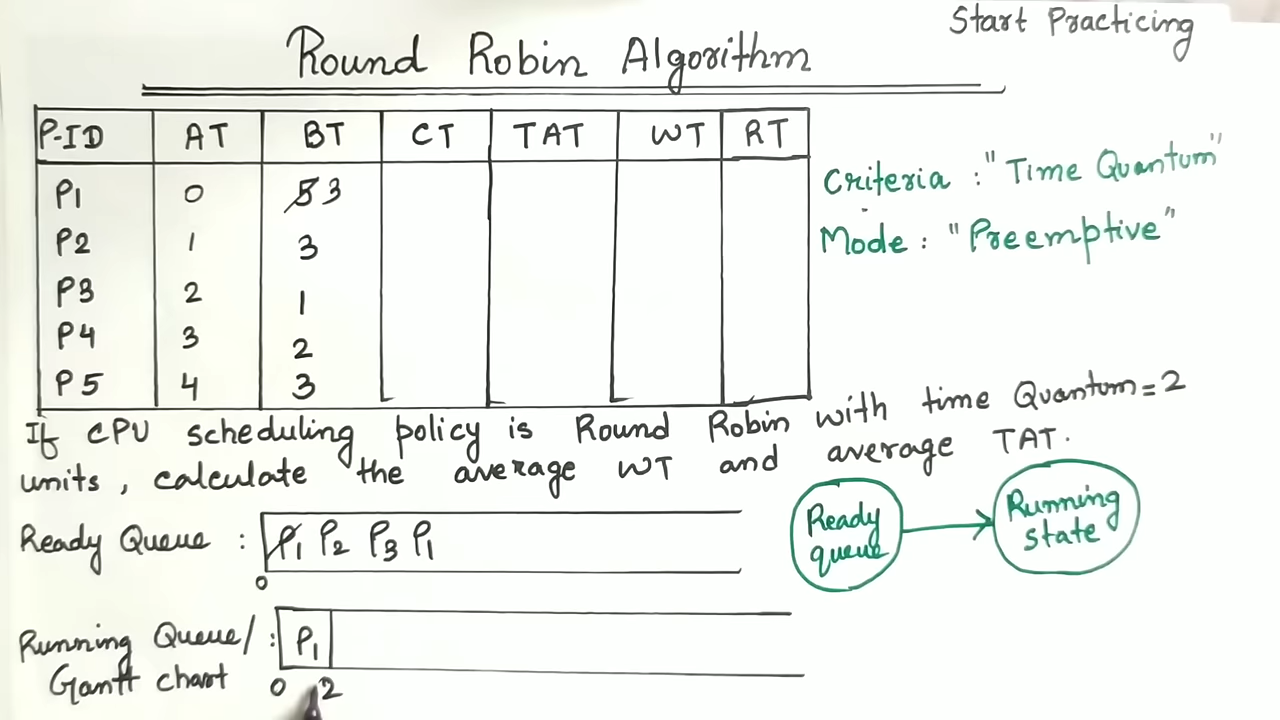 Start Practicing
Round Robin Algorithm
P-ID AT BT CT TAT WT RT
P1 0 5 3
P2 1 3
P3 2 1
P4 3 2
P5 4 3
Criteria : "Time Quantum"
Mode : "Preemptive"
If CPU scheduling policy is Round Robin with time Quantum=2
units, calculate the average WT and average TAT.
Ready Queue : P1 P2 P3 P1
0
Ready
queue
Running
state
Running Queue/ : P1
Gantt chart 0 2